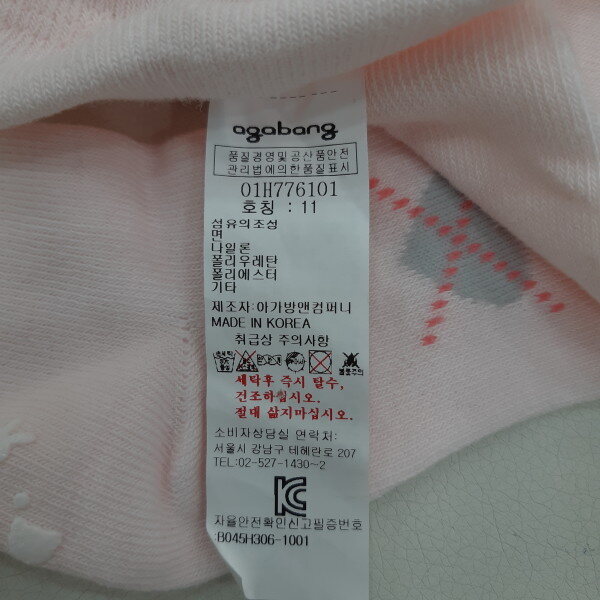 agabang
품질경영및공산품안전
관리법에의한품질표시
01H776101
호칭 : 11
섬유의조성
면
나일론
폴리우레탄
폴리에스터
기타
제조자:아가방앤컴퍼니
MADE IN KOREA
취급상 주의사항
세탁후 즉시 탈수,
건조하십시오.
절대 삶지마십시오.
소비자상담실 연락처:
서울시 강남구 테헤란로 207
TEL:02-527-1430~2
자율안전확인신고필증번호
:B045H306-1001